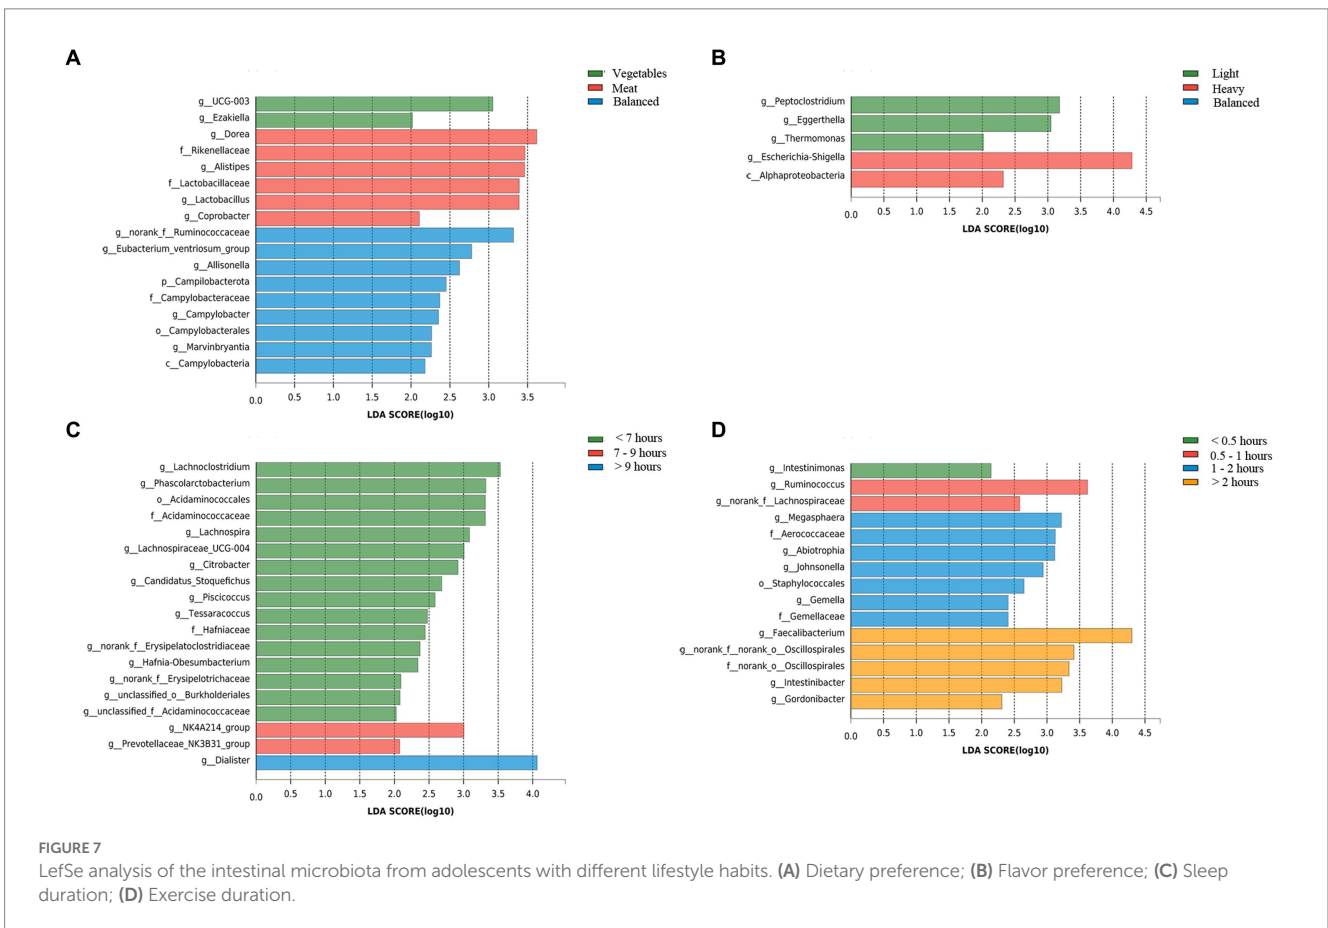 A
Vegetables
Meat
Balanced
g__UCG-003
g__Ezakiella
g__Dorea
f__Rikenellaceae
g__Alistipes
f__Lactobacillaceae
g__Lactobacillus
g__Coprobacter
g__norank_f__Ruminococcaceae
g__Eubacterium_ventriosum_group
g__Allisonella
p__Campilobacterota
f__Campylobacteraceae
g__Campylobacter
o__Campylobacterales
g__Marvinbryantia
c__Campylobacteria
0.0 0.5 1.0 1.5 2.0 2.5 3.0 3.5
LDA SCORE(log10)
B
Light
Heavy
Balanced
g__Peptoclostridium
g__Eggerthella
g__Thermomonas
g__Escherichia-Shigella
c__Alphaproteobacteria
0.0 0.5 1.0 1.5 2.0 2.5 3.0 3.5 4.0 4.5
LDA SCORE(log10)
C
< 7 hours
7 - 9 hours
> 9 hours
g__Lachnoclostridium
g__Phascolarctobacterium
o__Acidaminococcales
f__Acidaminococcaceae
g__Lachnospira
g__Lachnospiraceae_UCG-004
g__Citrobacter
g__Candidatus_Stoquefichus
g__Piscicoccus
g__Tessaracoccus
f__Hafniaceae
g__norank_f__Erysipelatoclostridiaceae
g__Hafnia-Obesumbacterium
g__norank_f__Erysipelotrichaceae
g__unclassified_o__Burkholderiales
g__unclassified_f__Acidaminococcaceae
g__NK4A214_group
g__Prevotellaceae_NK3B31_group
g__Dialister
0.0 0.5 1.0 1.5 2.0 2.5 3.0 3.5 4.0
LDA SCORE(log10)
D
< 0.5 hours
0.5 - 1 hours
1 - 2 hours
> 2 hours
g__Intestinimonas
g__Ruminococcus
g__norank_f__Lachnospiraceae
g__Megasphaera
f__Aerococcaceae
g__Abiotrophia
g__Johnsonella
o__Staphylococcales
g__Gemella
f__Gemellaceae
g__Faecalibacterium
g__norank_f__norank_o__Oscillospirales
f__norank_o__Oscillospirales
g__Intestinibacter
g__Gordonibacter
0.0 0.5 1.0 1.5 2.0 2.5 3.0 3.5 4.0 4.5
LDA SCORE(log10)
FIGURE 7
LefSe analysis of the intestinal microbiota from adolescents with different lifestyle habits. (A) Dietary preference; (B) Flavor preference; (C) Sleep
duration; (D) Exercise duration.